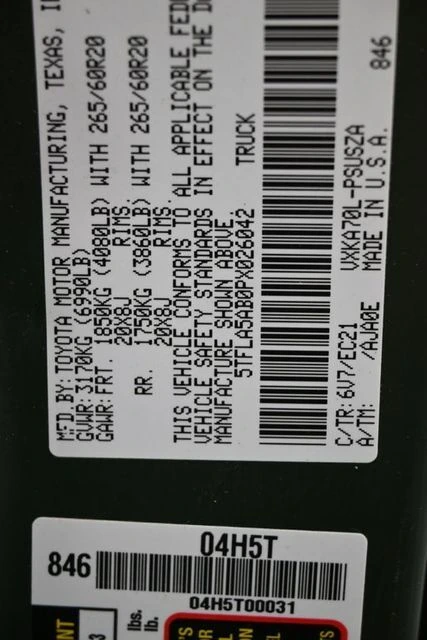 MFD.BY: TOYOTA MOTOR MANUFACTURING, TEXAS,
GVWR: 3170KG (6990LB)
GAWR: FRT. 1850KG (4080LB) WITH 265/60R20
20X8J RIMS
RR. 1750KG (3860LB) WITH 265/60R20
20X8J RIMS
THIS VEHICLE CONFORMS TO ALL APPLICABLE
VEHICLE SAFETY STANDARDS IN EFFECT ON THE
MANUFACTURE SHOWN ABOVE.
5TFLA5AB0PX026042 TRUCK
C/TR: 6V7/EC21 VXKA70L-PSUSZA
A/TM: /AJA0E MADE IN U.S.A. 846
04H5T
846
04H5T00031
lbs.
lb.
3